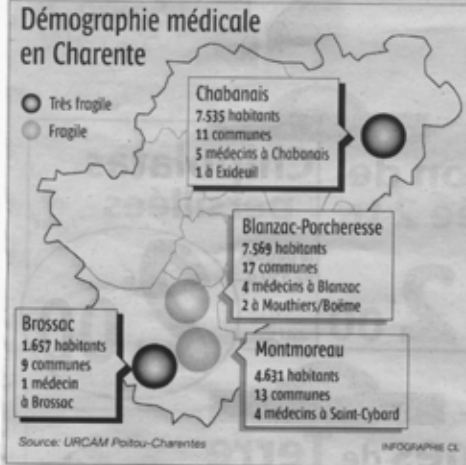 Démographie médicale
en Charente
Très fragile
Fragile
Chabanais
7.535 habitants
11 communes
5 médecins à Chabanais
1 à Exideuil
Blanzac-Porcheresse
7.569 habitants
17 communes
4 médecins à Blanzac
2 à Mouthiers/Boëme
Brossac
1.657 habitants
9 communes
1 médecin
à Brossac
Montmoreau
4.631 habitants
13 communes
4 médecins à Saint-Cybard
Source: URCAM Poitou-Charentes
INFOGRAPHIE CL